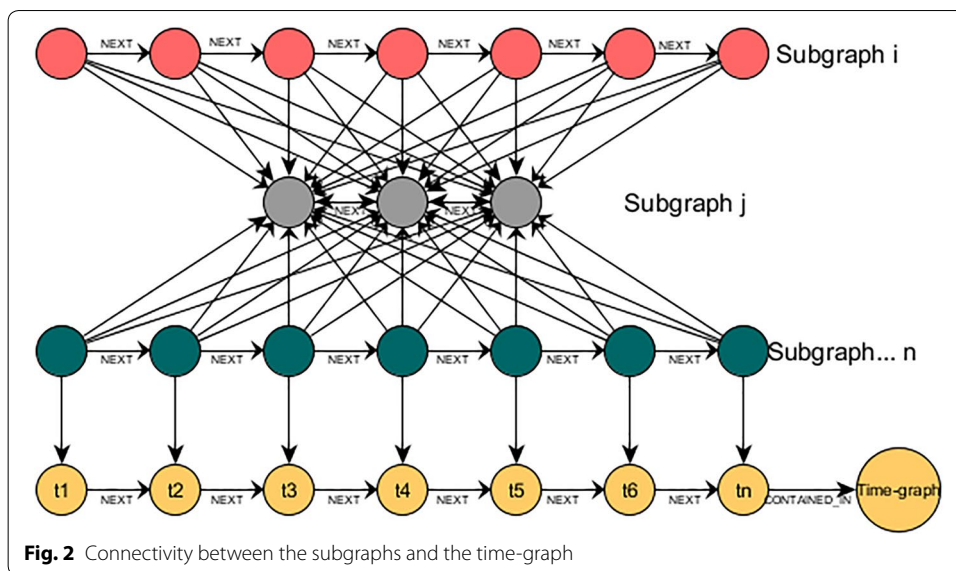 NEXT NEXT NEXT NEXT NEXT NEXT
Subgraph i
Subgraph j
NEXT NEXT
Subgraph... n
NEXT NEXT NEXT NEXT NEXT NEXT
t1 t2 t3 t4 t5 t6 tn Time-graph
NEXT NEXT NEXT NEXT NEXT NEXT CONTAINED_IN
Fig. 2 Connectivity between the subgraphs and the time-graph